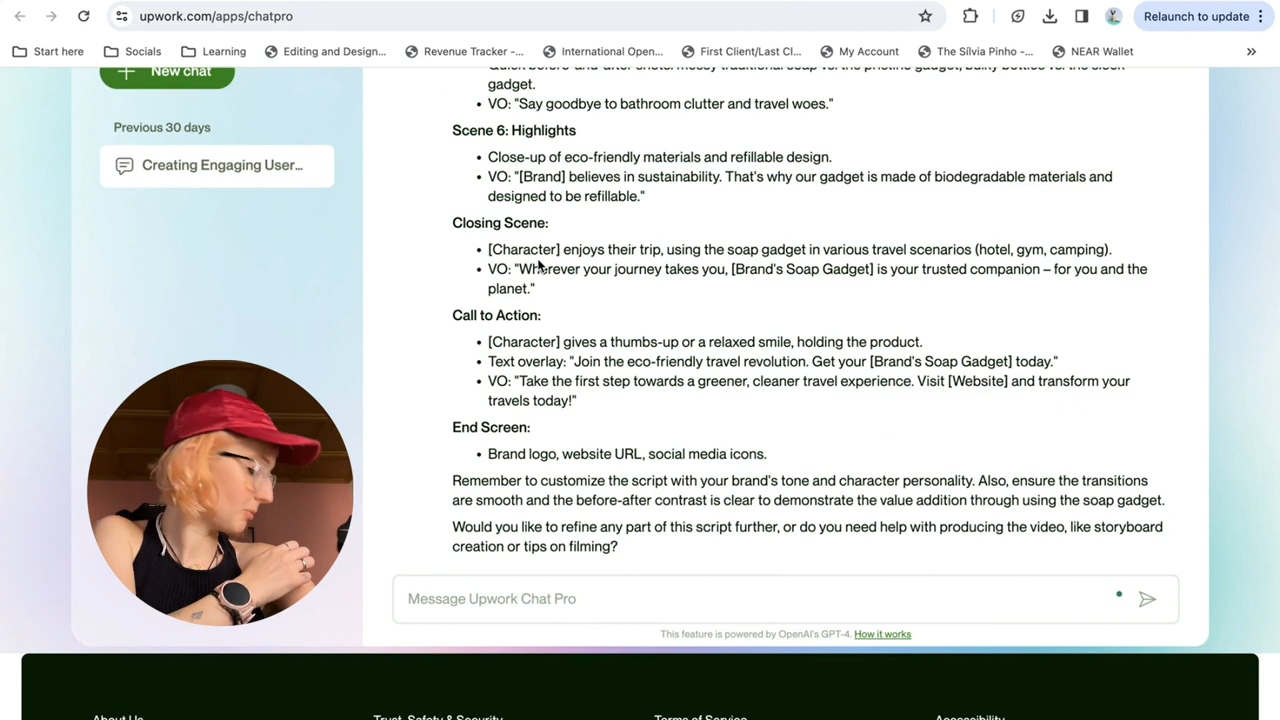 upwork.com/apps/chatpro
Relaunch to update
Start here
Socials
Learning
Editing and Design...
Revenue Tracker -...
International Open...
First Client/Last Cl...
My Account
The Sílvia Pinho -...
NEAR Wallet
New chat
Previous 30 days
Creating Engaging User...
gadget.
• VO: "Say goodbye to bathroom clutter and travel woes."
Scene 6: Highlights
• Close-up of eco-friendly materials and refillable design.
• VO: "[Brand] believes in sustainability. That's why our gadget is made of biodegradable materials and
designed to be refillable."
Closing Scene:
• [Character] enjoys their trip, using the soap gadget in various travel scenarios (hotel, gym, camping).
• VO: "Wherever your journey takes you, [Brand's Soap Gadget] is your trusted companion – for you and the
planet."
Call to Action:
• [Character] gives a thumbs-up or a relaxed smile, holding the product.
• Text overlay: "Join the eco-friendly travel revolution. Get your [Brand's Soap Gadget] today."
• VO: "Take the first step towards a greener, cleaner travel experience. Visit [Website] and transform your
travels today!"
End Screen:
• Brand logo, website URL, social media icons.
Remember to customize the script with your brand's tone and character personality. Also, ensure the transitions
are smooth and the before-after contrast is clear to demonstrate the value addition through using the soap gadget.
Would you like to refine any part of this script further, or do you need help with producing the video, like storyboard
creation or tips on filming?
Message Upwork Chat Pro
This feature is powered by OpenAI's GPT-4. How it works
About Us
Trust, Safety & Security
Terms of Service
Accessibility